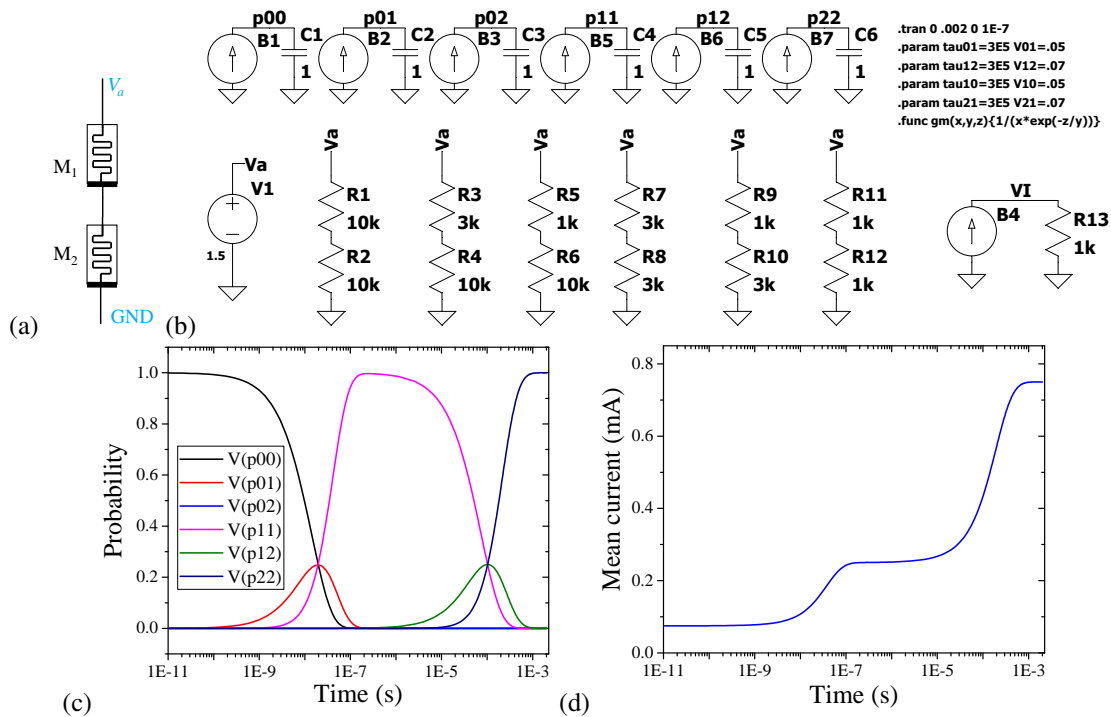 p00 p01 p02 p11 p12 p22
B1 B2 B3 B5 B6 B7
C1 C2 C3 C4 C5 C6
1 1 1 1 1 1
.tran 0 .002 0 1E-7
.param tau01=3E5 V01=.05
.param tau12=3E5 V12=.07
.param tau10=3E5 V10=.05
.param tau21=3E5 V21=.07
.func gm(x,y,z){1/(x*exp(-z/y))}
Va
M1
M2
GND
(a)
Va
V1
1.5
Va Va Va Va Va Va
R1 R3 R5 R7 R9 R11
10k 3k 1k 3k 1k 1k
R2 R4 R6 R8 R10 R12
10k 10k 10k 3k 3k 1k
VI
B4
R13
1k
(b)
1.0
0.8
0.6
0.4
0.2
0.0
Probability
V(p00)
V(p01)
V(p02)
V(p11)
V(p12)
V(p22)
1E-11 1E-9 1E-7 1E-5 1E-3
Time (s)
(c)
0.8
0.6
0.4
0.2
0.0
Mean current (mA)
1E-11 1E-9 1E-7 1E-5 1E-3
Time (s)
(d)